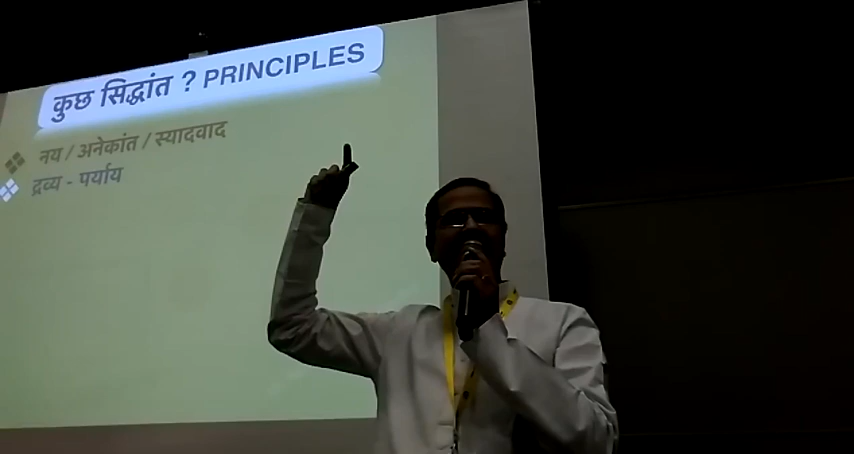 कुछ सिद्धांत ? PRINCIPLES
नय / अनेकांत / स्यादवाद
द्रव्य - पर्याय